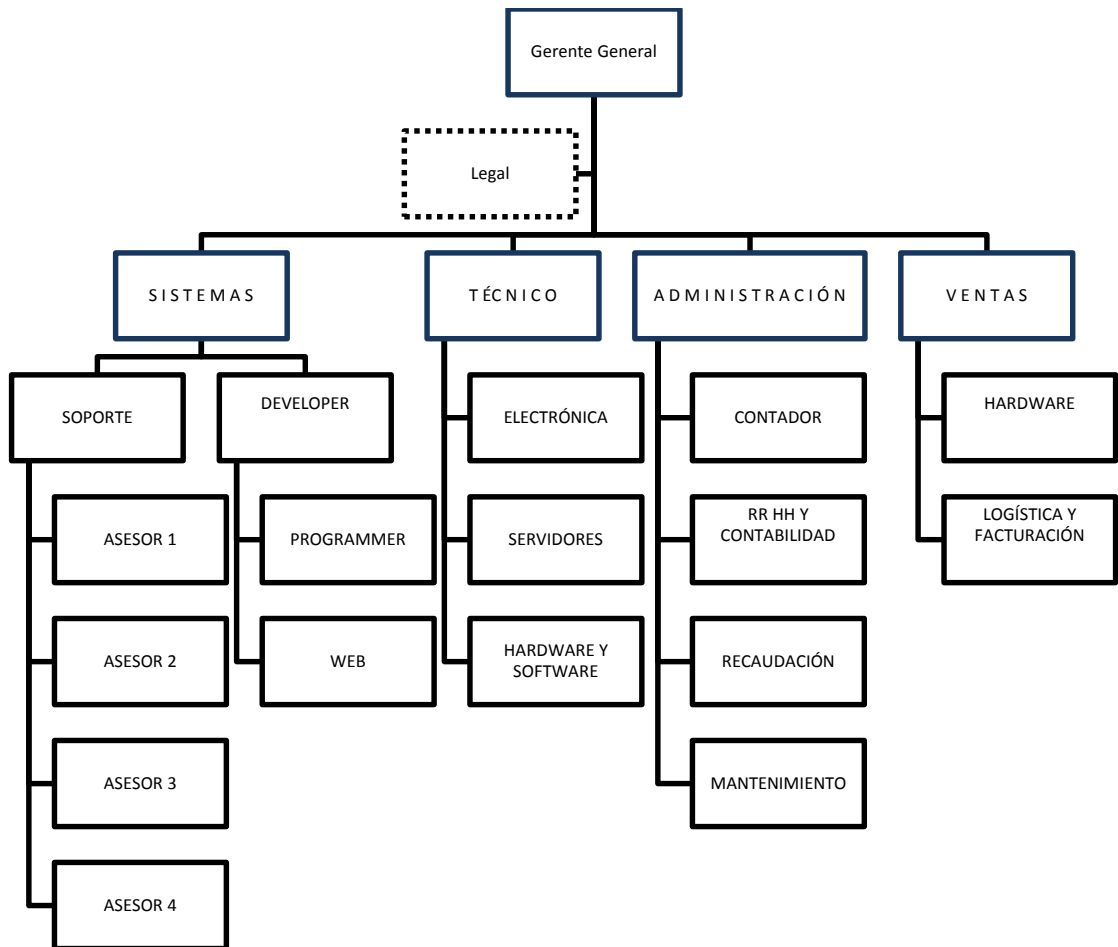 Gerente General
Legal
S I S T E M A S
T É C N I C O
A D M I N I S T R A C I Ó N
V E N T A S
SOPORTE
DEVELOPER
ELECTRÓNICA
CONTADOR
HARDWARE
ASESOR 1
PROGRAMMER
SERVIDORES
RR HH Y
CONTABILIDAD
LOGÍSTICA Y
FACTURACIÓN
ASESOR 2
WEB
HARDWARE Y
SOFTWARE
RECAUDACIÓN
ASESOR 3
MANTENIMIENTO
ASESOR 4